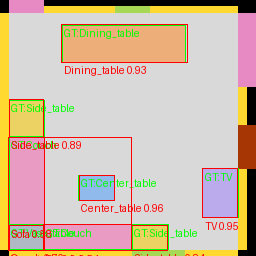 GT:Dining_table
Dining_table 0.93
GT:Side_table
Side_table 0.89
GT:TV
GT:Center_table
Center_table 0.96
TV 0.95
GT:Side_table